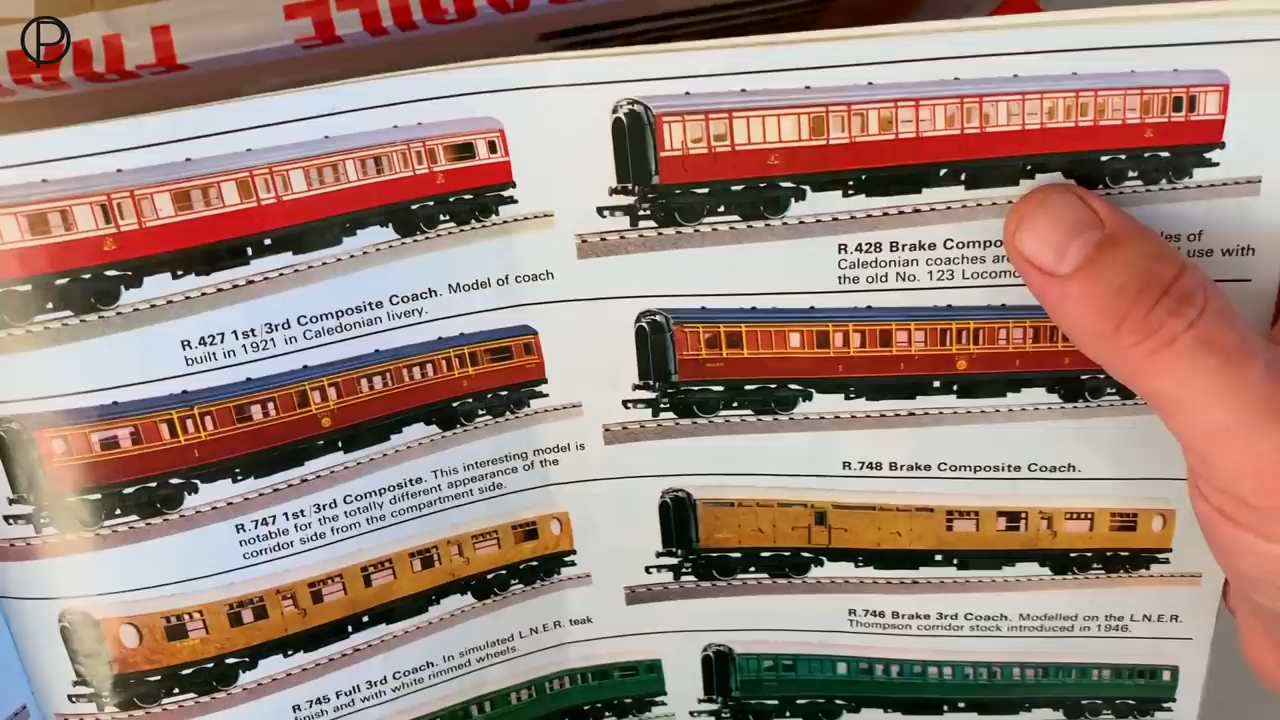 FRAGILE
R.427 1st/3rd Composite Coach. Model of coach
built in 1921 in Caledonian livery.
R.428 Brake
les of
Caledonian coaches
use with
the old No. 123
R.747 1st/3rd Composite. This interesting model is
notable for the totally different appearance of the
corridor side from the compartment side.
R.748 Brake Composite Coach.
R.745 Full 3rd Coach. In simulated L.N.E.R. teak
finish and with white rimmed wheels.
R.746 Brake 3rd Coach. Modelled on the L.N.E.R.
Thompson corridor stock introduced in 1946.